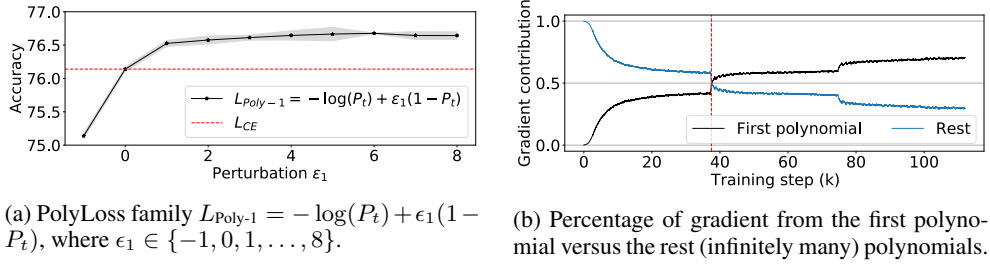 77.0
76.5
76.0
75.5
75.0
Accuracy
L_{Poly-1} = −log(P_t) + ε_1(1 − P_t)
L_{CE}
0 2 4 6 8
Perturbation ε_1
1.0
0.5
0.0
Gradient contribution
First polynomial Rest
0 20 40 60 80 100
Training step (k)
(a) PolyLoss family L_{Poly-1} = − log(P_t) + ϵ_1(1 −
P_t), where ϵ_1 ∈ {−1, 0, 1, . . . , 8}.
(b) Percentage of gradient from the first polyno-
mial versus the rest (infinitely many) polynomials.